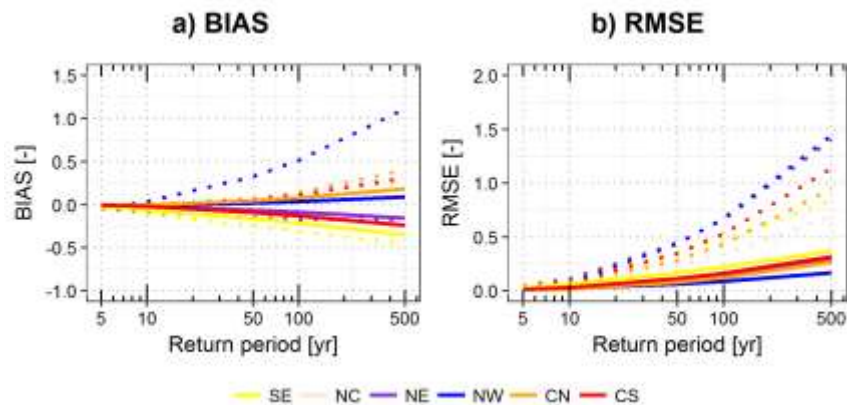 a) BIAS
b) RMSE
BIAS [-]
1.5
1.0
0.5
0.0
-0.5
-1.0
5 10 50 100 500
Return period [yr]
RMSE [-]
2.0
1.5
1.0
0.5
0.0
5 10 50 100 500
Return period [yr]
SE NC NE NW CN CS